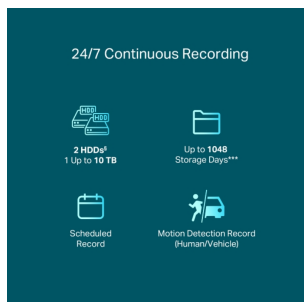 24/7 Continuous Recording
HDD
HDD
2 HDDs§
1 Up to 10 TB
Up to 1048
Storage Days***
Scheduled
Record
Motion Detection Record
(Human/Vehicle)